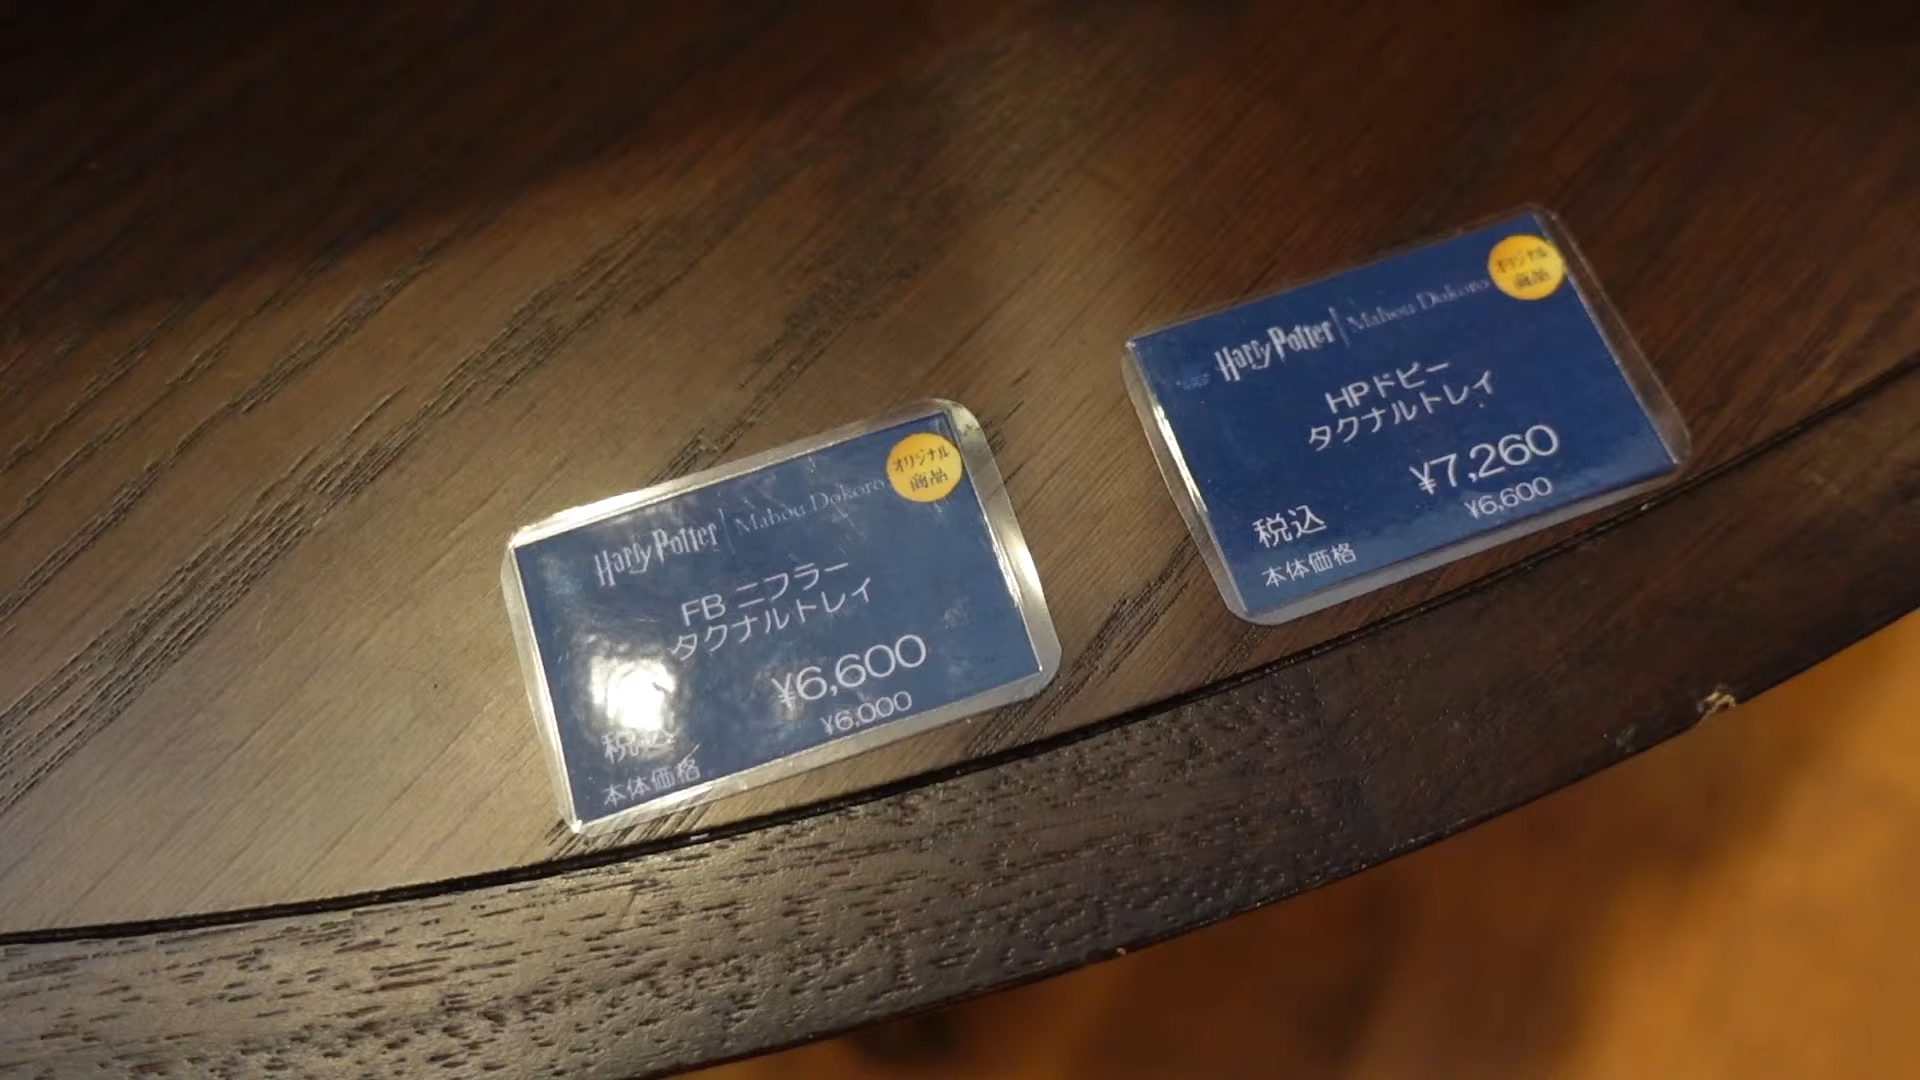 Harry Potter | Mahou Dokoro
オリジナル
商品
FB ニフラー
タクナルトレイ
¥6,600
税込
¥6,000
本体価格
Harry Potter | Mahou Dokoro
オリジナル
商品
HPドビー
タクナルトレイ
¥7,260
税込
¥6,600
本体価格